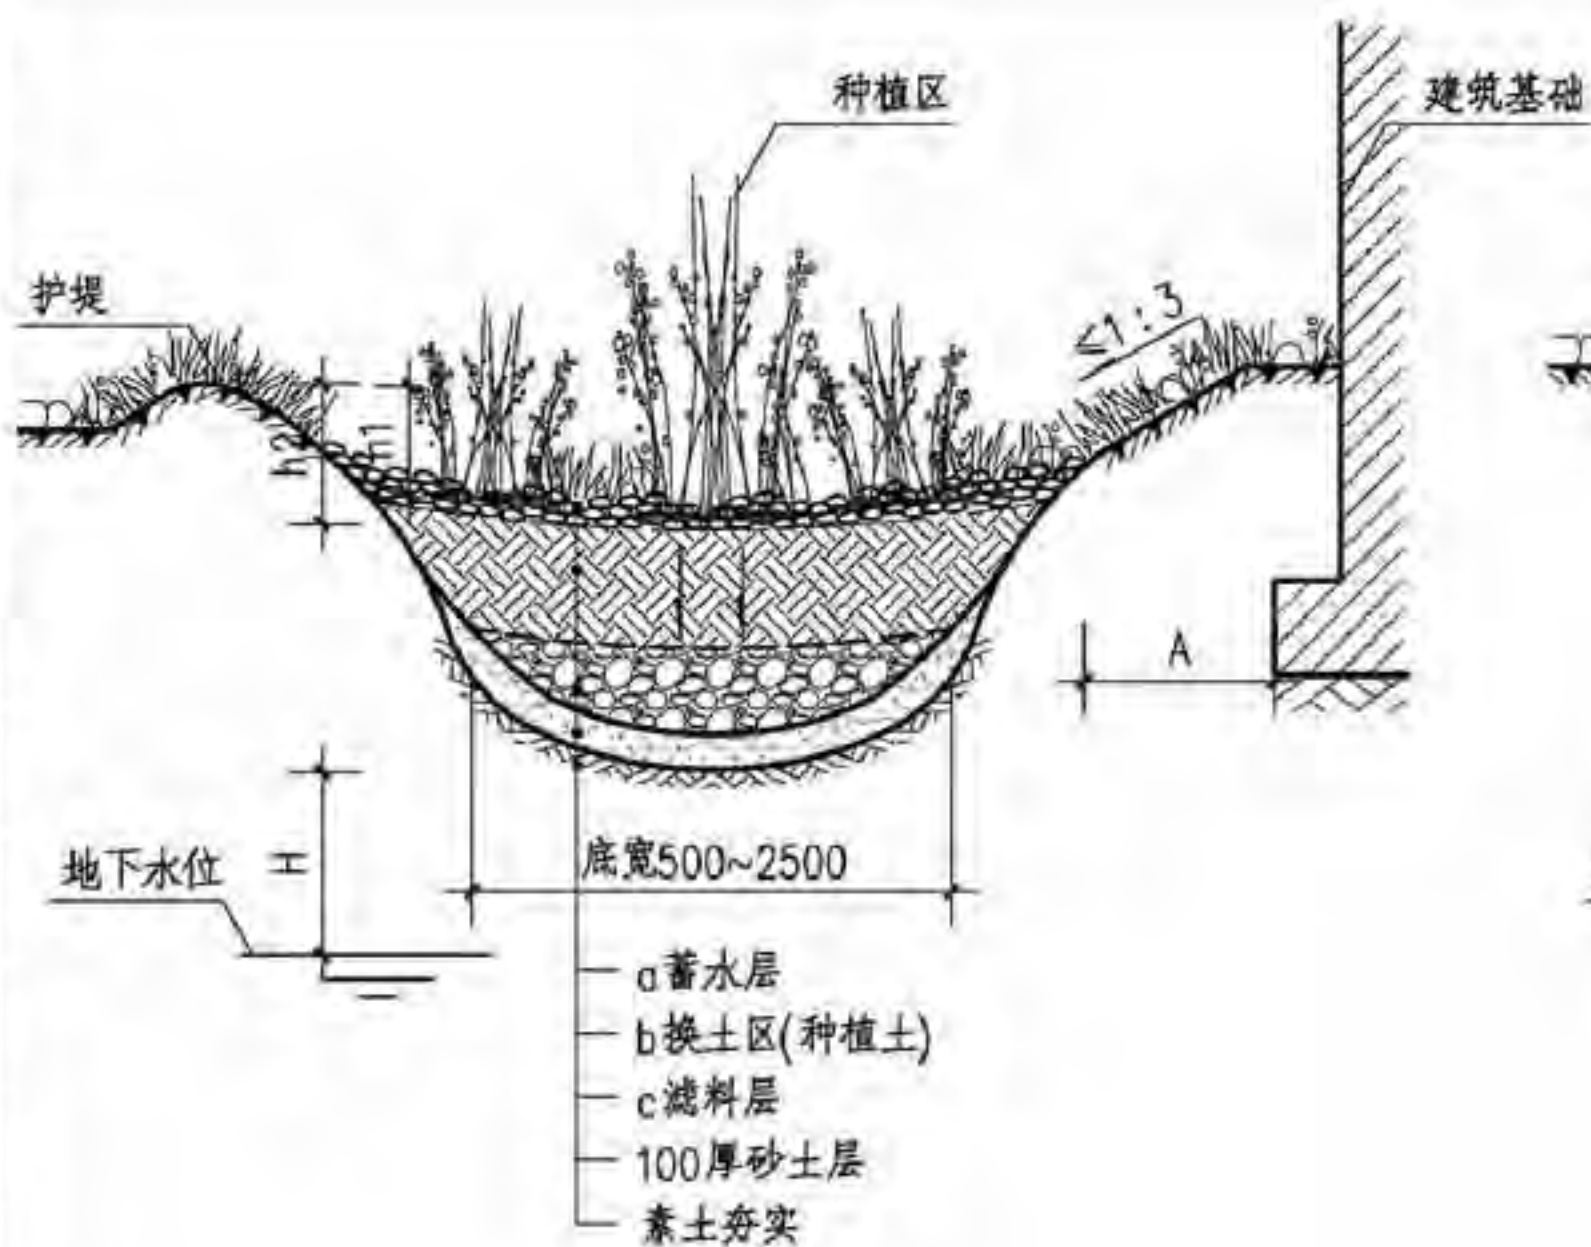 种植区
建筑基础
护堤
≤1:3
h2
h1
A
底宽500~2500
地下水位
H
a蓄水层
b换土区(种植土)
c滤料层
100厚砂土层
素土夯实